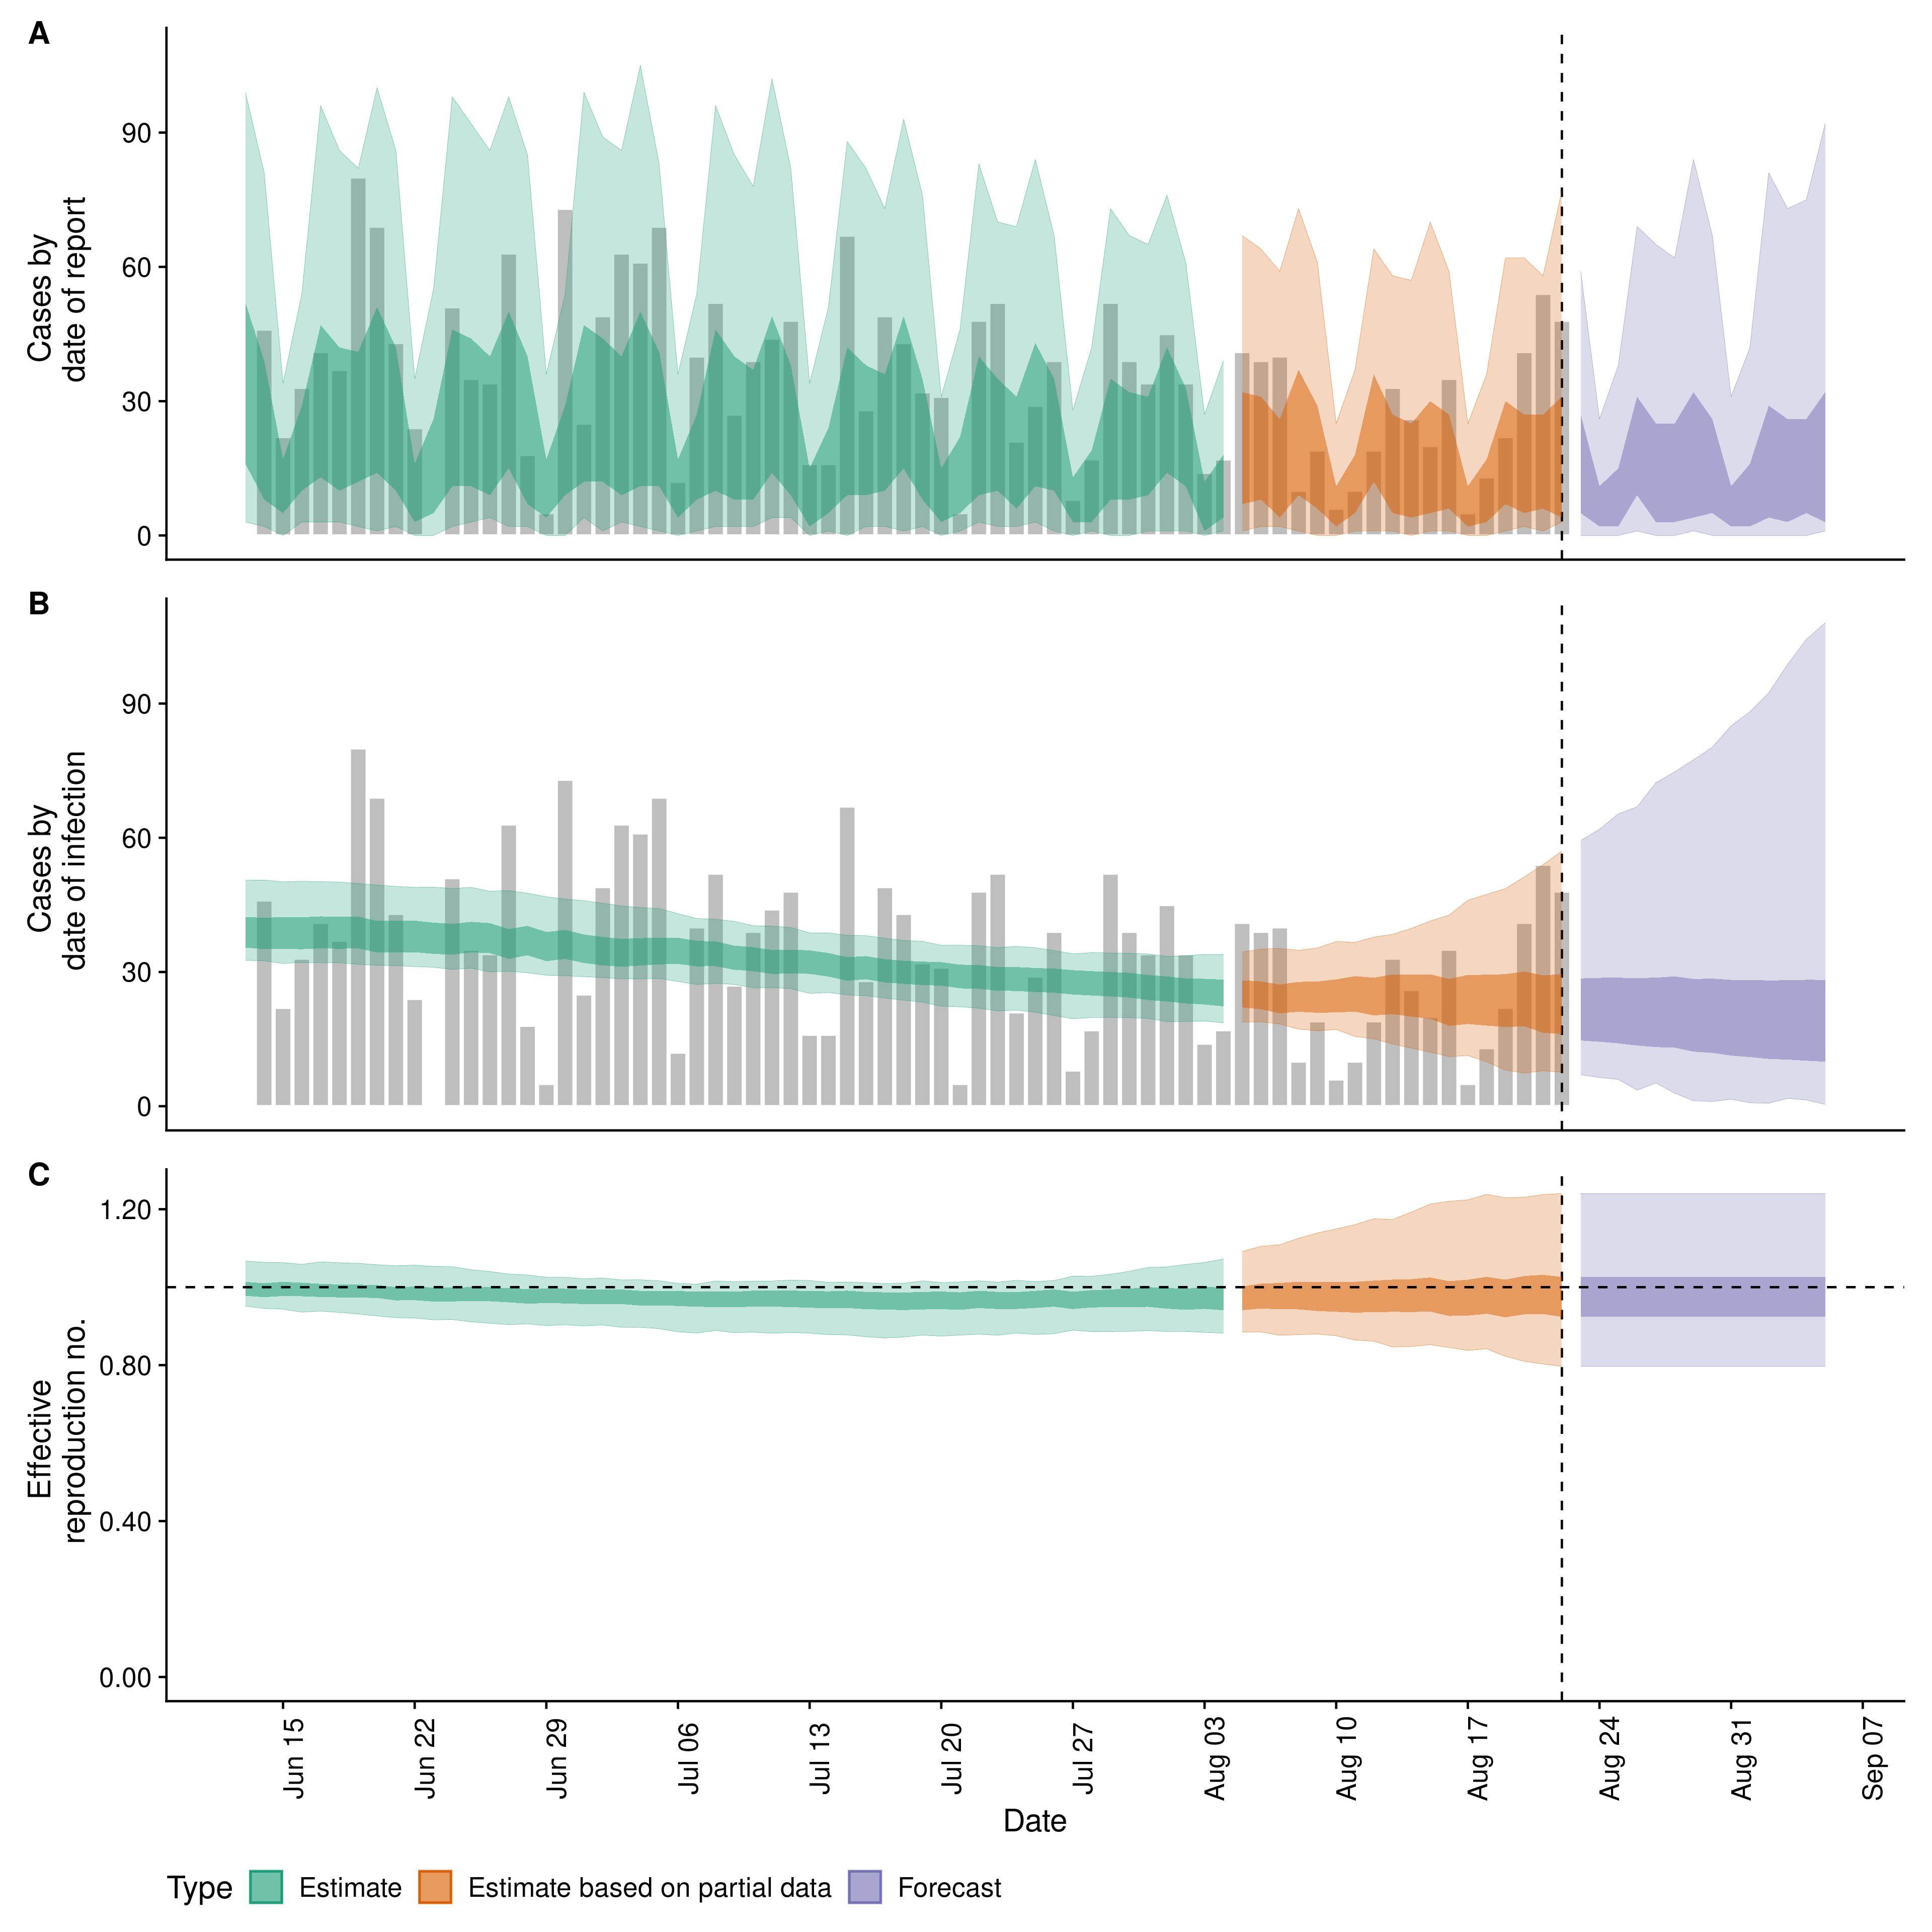 A
Cases by
date of report
90
60
30
0
B
Cases by
date of infection
90
60
30
0
C
Effective
reproduction no.
1.20
0.80
0.40
0.00
Jun 15
Jun 22
Jun 29
Jul 06
Jul 13
Jul 20
Jul 27
Aug 03
Aug 10
Aug 17
Aug 24
Aug 31
Sep 07
Date
Type Estimate Estimate based on partial data Forecast